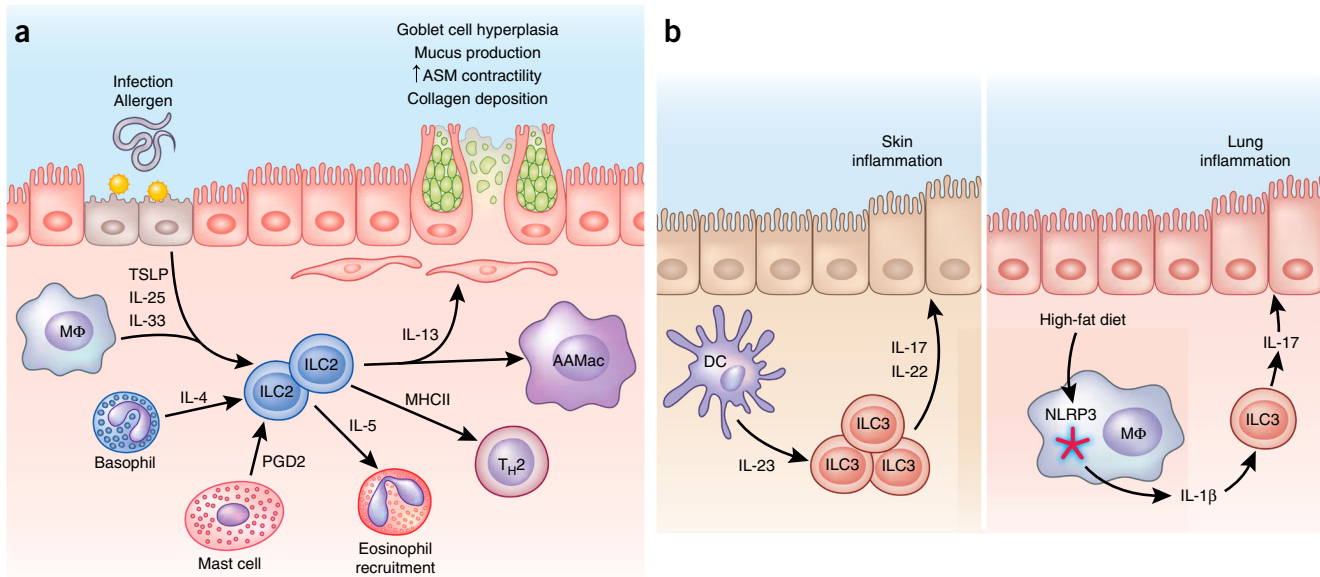 a
Goblet cell hyperplasia
Mucus production
↑ASM contractility
Collagen deposition
Infection
Allergen
TSLP
IL-25
IL-33
MΦ
IL-13
ILC2
ILC2
AAMac
IL-4
MHCII
IL-5
Basophil
PGD2
TH2
Mast cell
Eosinophil
recruitment
b
Skin
inflammation
DC
IL-17
IL-22
IL-23
ILC3
ILC3
ILC3
Lung
inflammation
High-fat diet
IL-17
NLRP3
MΦ
ILC3
IL-1β